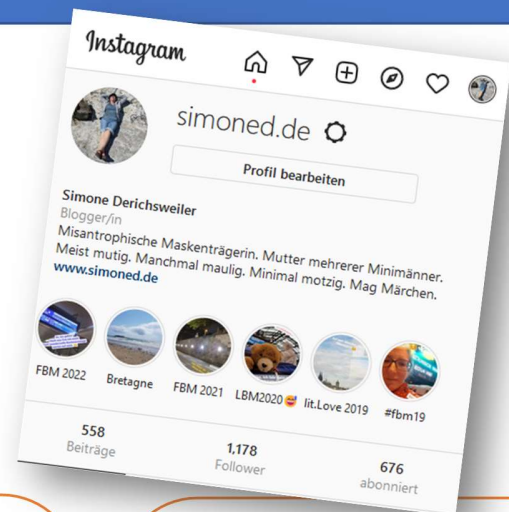 Instagram
simoned.de
Profil bearbeiten
Simone Derichsweiler
Blogger/in
Misantrophische Maskenträgerin. Mutter mehrerer Minimänner.
Meist mutig. Manchmal maulig. Minimal motzig. Mag Märchen.
www.simoned.de
FBM 2022 Bretagne FBM 2021 LBM2020😅 lit.Love 2019 #fbm19
558 1,178 676
Beiträge Follower abonniert